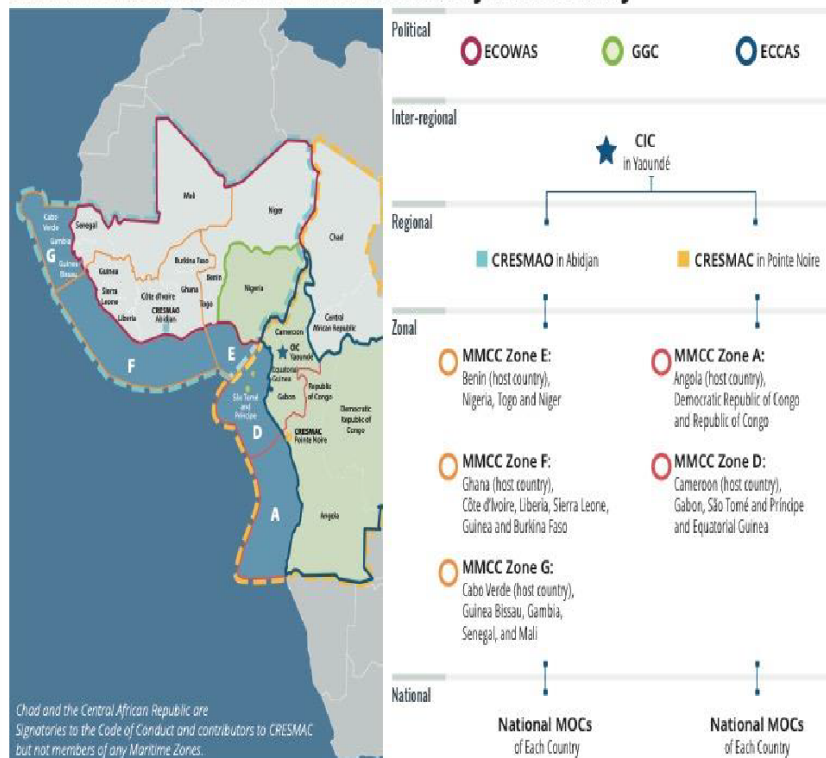 Political
ECOWAS
GGC
ECCAS
Inter-regional
CIC
in Yaoundé
Regional
CRESMAO in Abidjan
CRESMAC in Pointe Noire
Zonal
MMCC Zone E:
Benin (host country),
Nigeria, Togo and Niger
MMCC Zone A:
Angola (host country),
Democratic Republic of Congo
and Republic of Congo
MMCC Zone F:
Ghana (host country),
Côte d'Ivoire, Liberia, Sierra Leone,
Guinea and Burkina Faso
MMCC Zone D:
Cameroon (host country),
Gabon, São Tomé and Príncipe
and Equatorial Guinea
MMCC Zone G:
Cabo Verde (host country),
Guinea Bissau, Gambia,
Senegal, and Mali
National
National MOCs
of Each Country
National MOCs
of Each Country
Mali
Niger
Chad
Cabo
Verde
Senegal
Gambia
G
Guinea
Bissau
Guinea
Burkina Faso
Benin
Nigeria
Sierra
Leone
Côte d'Ivoire
Ghana
Togo
Liberia
CRESMAO
Abidjan
Central
African Republic
Cameroon
CIC
Yaoundé
F
E
Equatorial
Guinea
São Tomé
and
Príncipe
Gabon
Republic
of Congo
Democratic
Republic of
Congo
D
CRESMAC
Pointe Noire
A
Angola
Chad and the Central African Republic are
Signatories to the Code of Conduct and contributors to CRESMAC
but not members of any Maritime Zones.